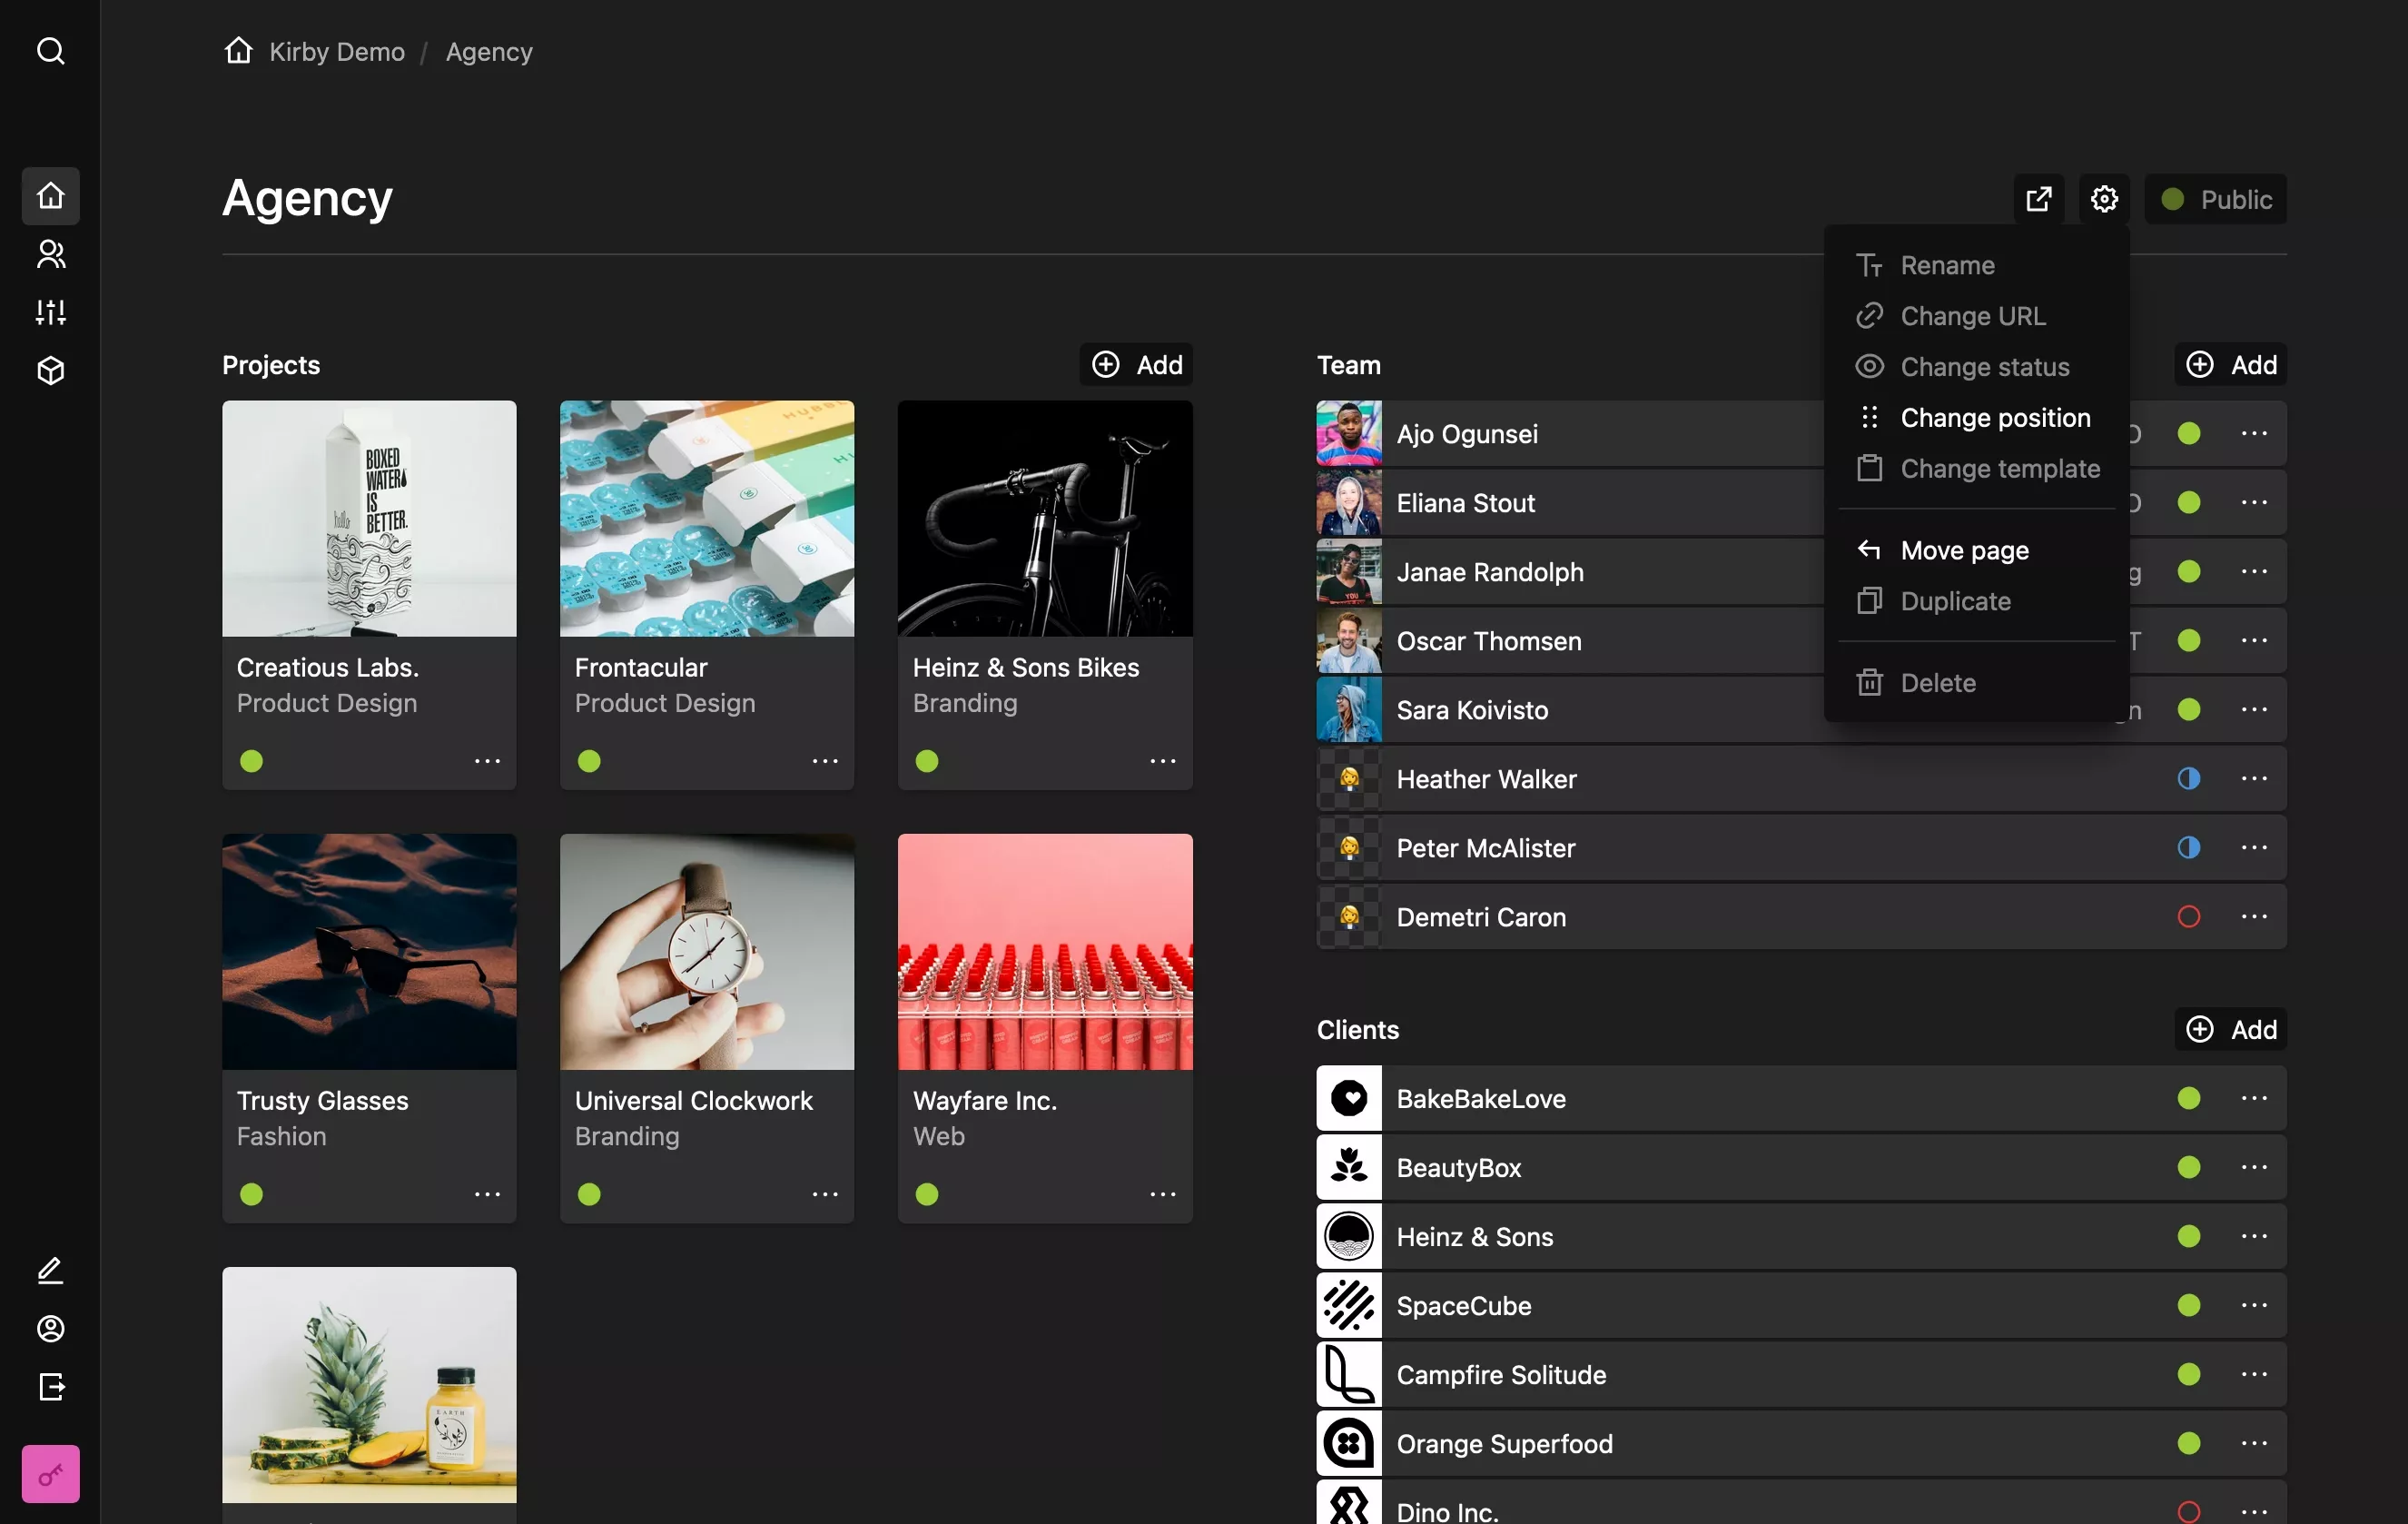 Kirby Demo / Agency
Agency
Public
Rename
Change URL
Change status
Change position
Change template
Move page
Duplicate
Delete
Projects
Add
BOXED
WATER
IS
BETTER.
hello
Creatious Labs.
Product Design
Frontacular
Product Design
Heinz & Sons Bikes
Branding
Trusty Glasses
Fashion
Universal Clockwork
Branding
Wayfare Inc.
Web
EARTH
Team
Add
Ajo Ogunsei
Eliana Stout
Janae Randolph
YOU
Oscar Thomsen
Sara Koivisto
Heather Walker
Peter McAlister
Demetri Caron
Clients
Add
BakeBakeLove
BeautyBox
Heinz & Sons
SpaceCube
Campfire Solitude
Orange Superfood
Dino Inc.